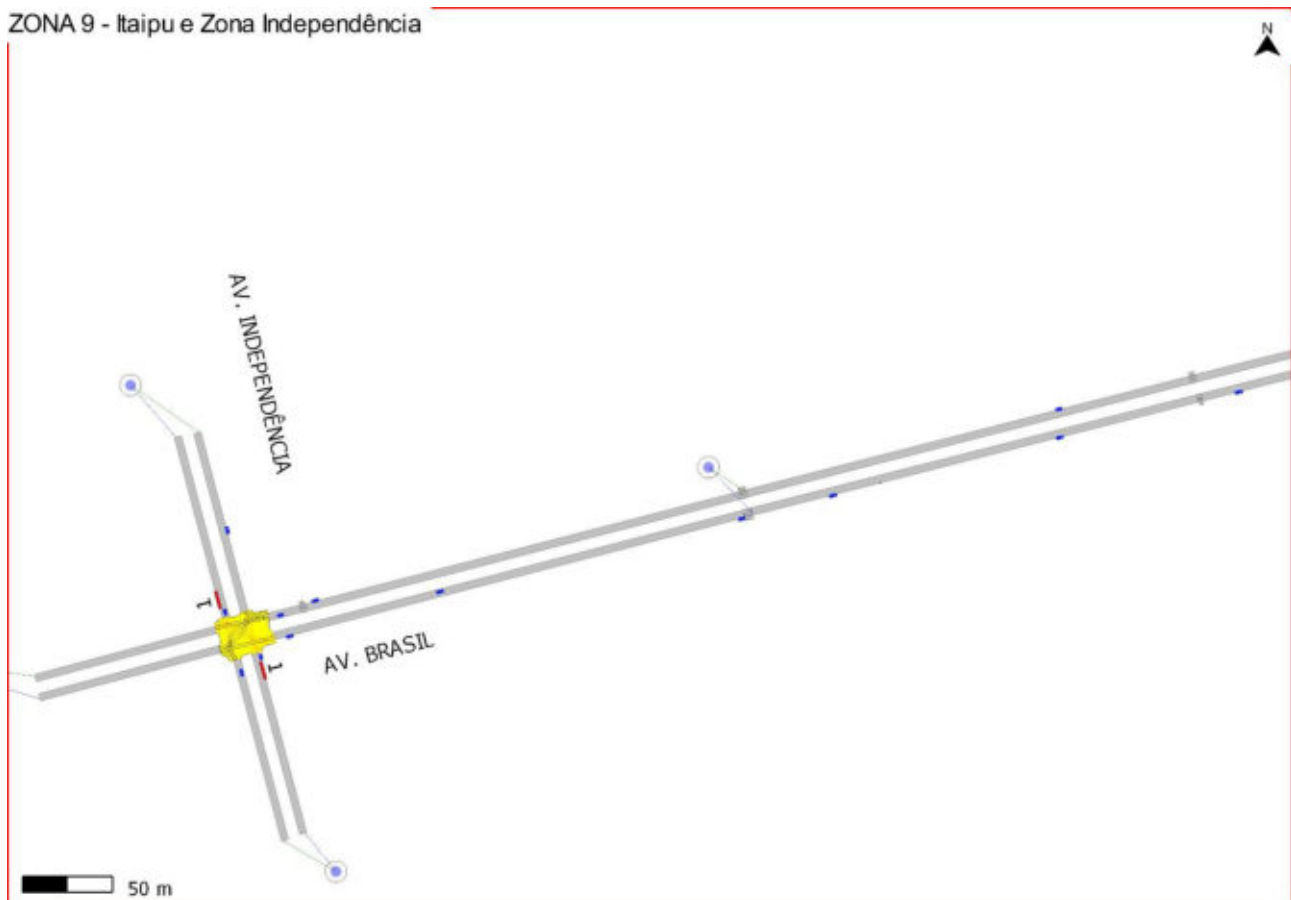 ZONA 9 - Itaipu e Zona Independência
N
AV. INDEPENDÊNCIA
1
1
AV. BRASIL
50 m